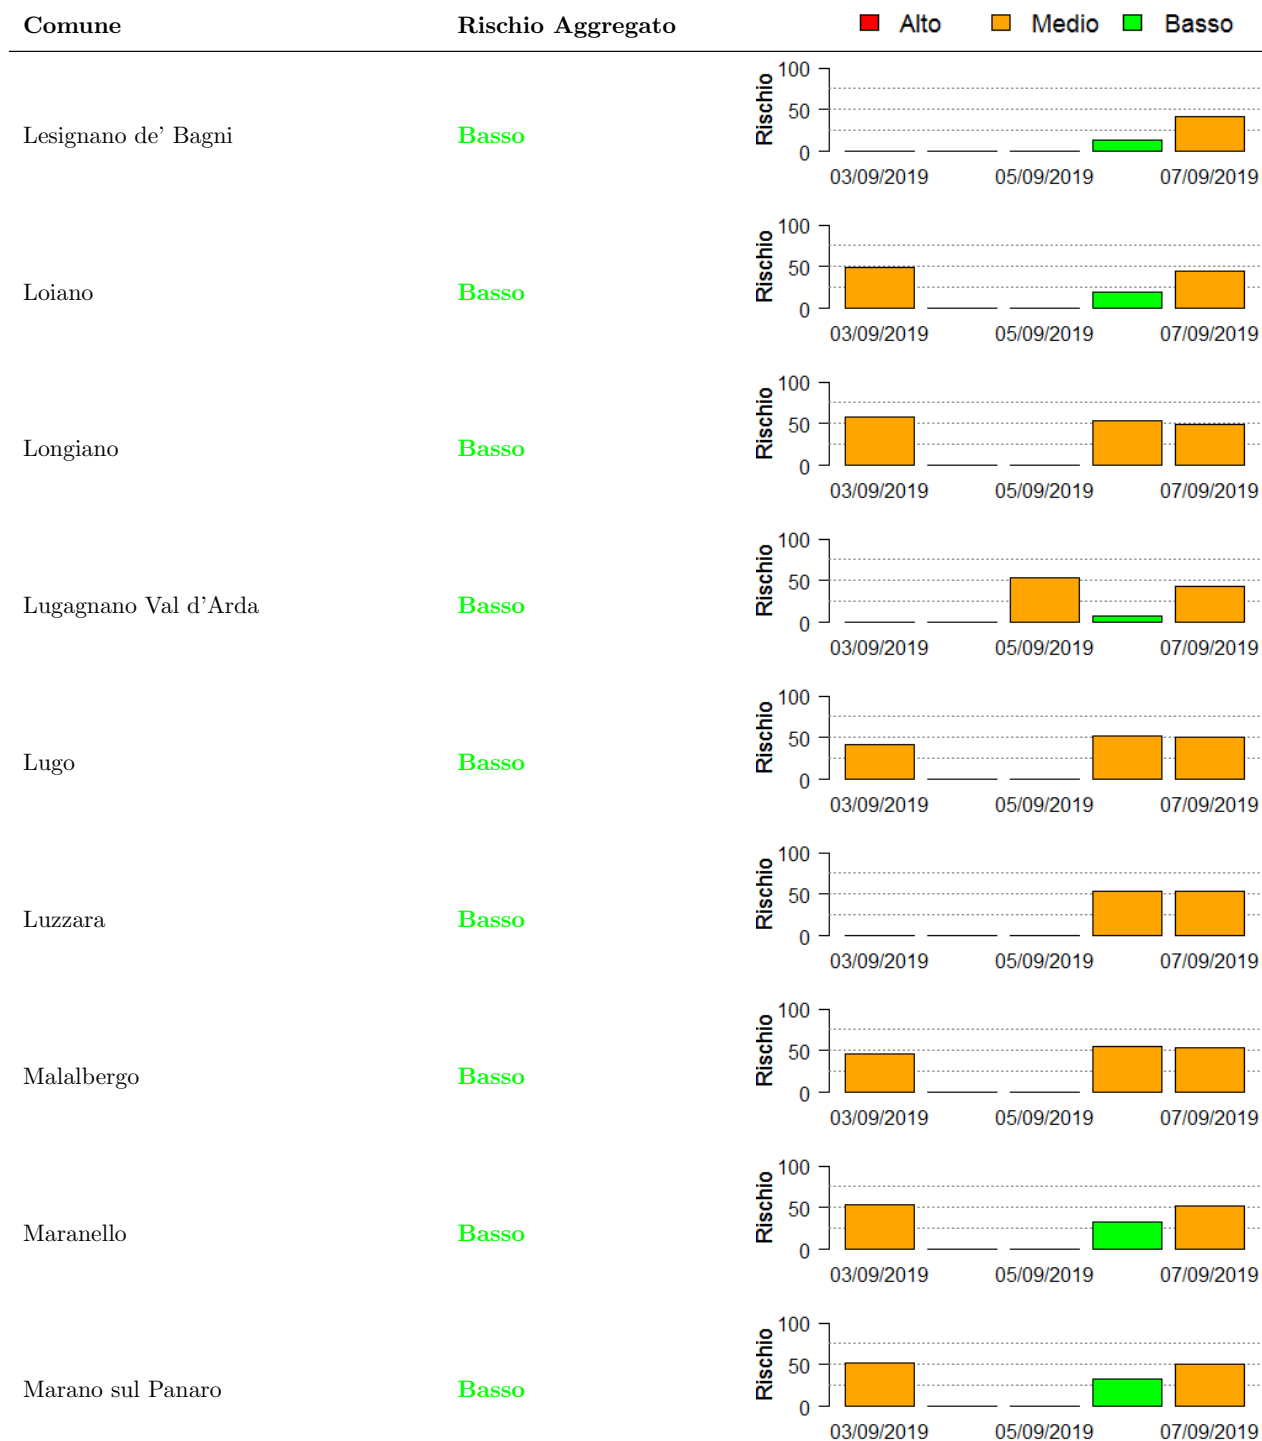 Comune Rischio Aggregato Alto Medio Basso
100
50
0
Rischio
Lesignano de' Bagni Basso
03/09/2019 05/09/2019 07/09/2019
100
50
0
Rischio
Loiano Basso
03/09/2019 05/09/2019 07/09/2019
100
50
0
Rischio
Longiano Basso
03/09/2019 05/09/2019 07/09/2019
100
50
0
Rischio
Lugagnano Val d'Arda Basso
03/09/2019 05/09/2019 07/09/2019
100
50
0
Rischio
Lugo Basso
03/09/2019 05/09/2019 07/09/2019
100
50
0
Rischio
Luzzara Basso
03/09/2019 05/09/2019 07/09/2019
100
50
0
Rischio
Malalbergo Basso
03/09/2019 05/09/2019 07/09/2019
100
50
0
Rischio
Maranello Basso
03/09/2019 05/09/2019 07/09/2019
100
50
0
Rischio
Marano sul Panaro Basso
03/09/2019 05/09/2019 07/09/2019